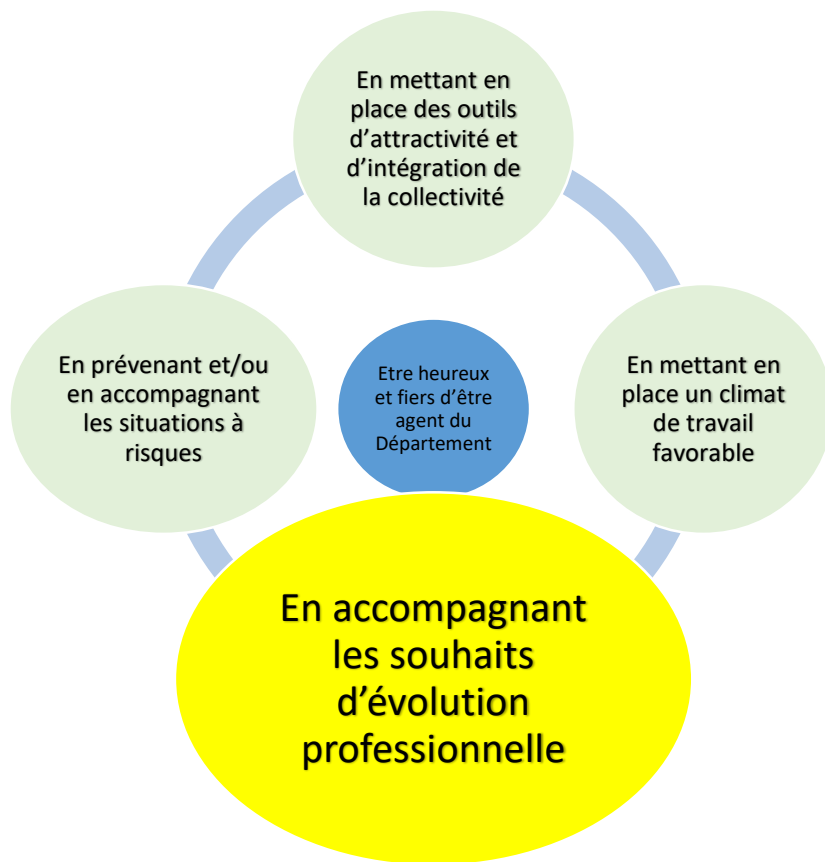 En mettant en
place des outils
d’attractivité et
d’intégration de
la collectivité
En prévenant et/ou
en accompagnant
les situations à
risques
Etre heureux
et fiers d’être
agent du
Département
En mettant en
place un climat
de travail
favorable
En accompagnant
les souhaits
d’évolution
professionnelle